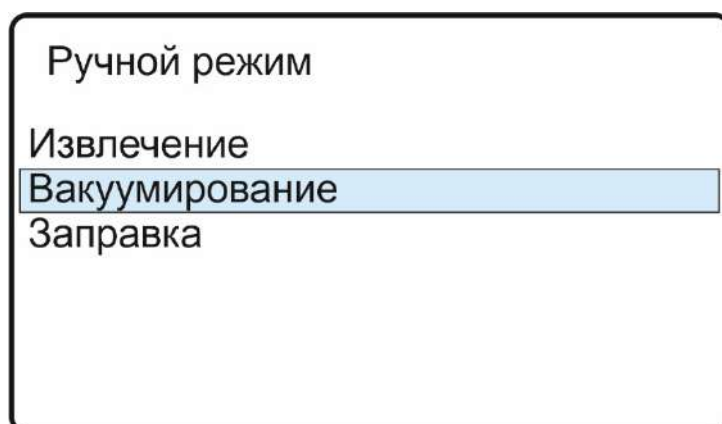 Ручной режим
Извлечение
Вакуумирование
Заправка